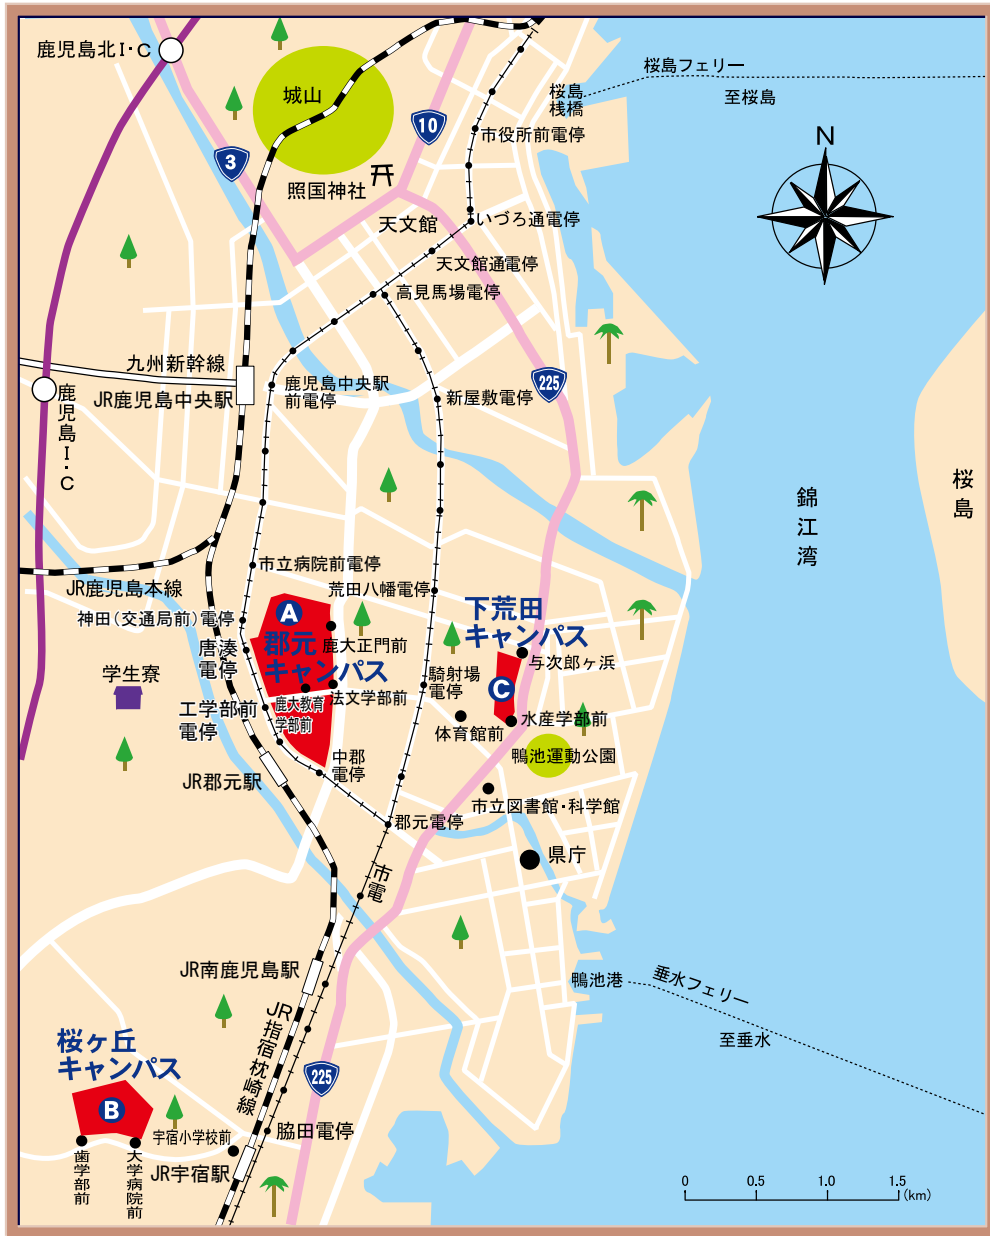 鹿児島北I・C
城山
3
10
照国神社
天文館
桜島
桟橋
桜島フェリー
至桜島
市役所前電停
N
いづろ通電停
天文館通電停
高見馬場電停
九州新幹線
JR鹿児島中央駅
鹿児島中央駅
前電停
新屋敷電停
225
鹿児島I・C
桜島
錦江湾
JR鹿児島本線
市立病院前電停
荒田八幡電停
神田(交通局前)電停
唐湊
電停
A
郡元
キャンパス
鹿大正門前
法文学部前
鹿大教育
学部前
下荒田
キャンパス
与次郎ヶ浜
C
騎射場
電停
水産学部前
体育館前
鴨池運動公園
学生寮
工学部前
電停
中郡
電停
JR郡元駅
市立図書館・科学館
郡元電停
県庁
市電
JR南鹿児島駅
鴨池港
垂水フェリー
至垂水
JR指宿枕崎線
225
桜ヶ丘
キャンパス
B
歯学部前
大学病院前
宇宿小学校前
JR宇宿駅
脇田電停
0 0.5 1.0 1.5
(km)